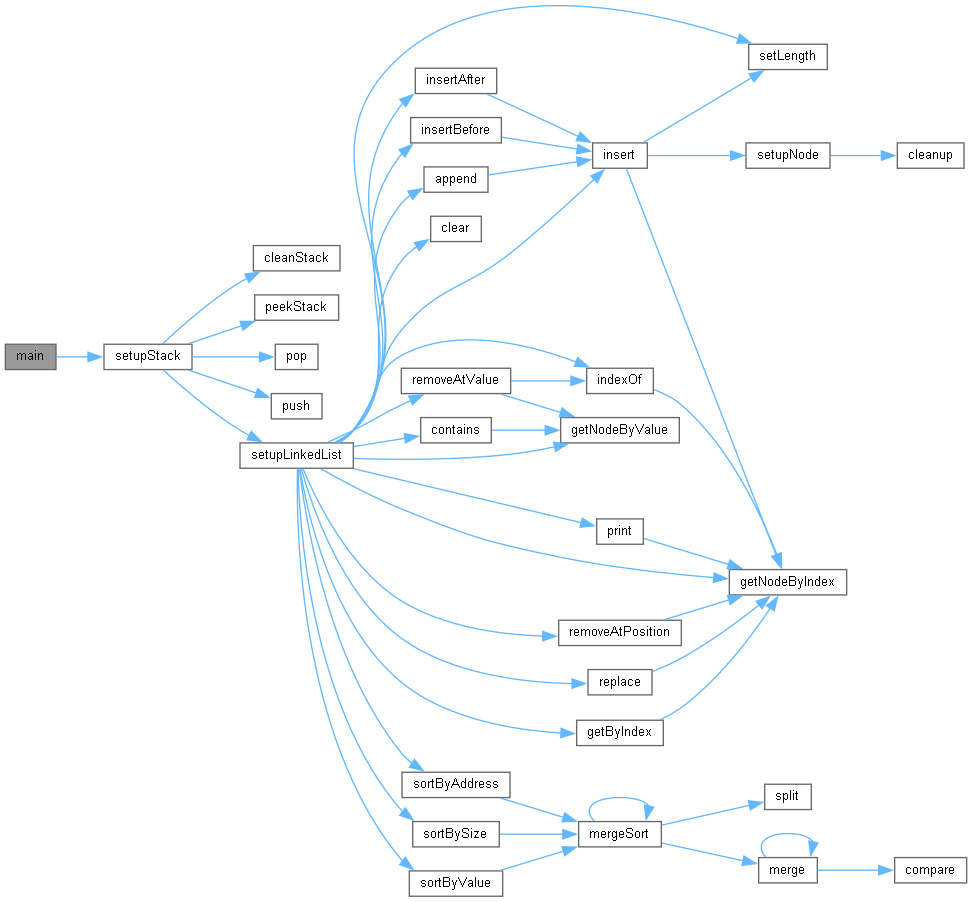 main
setupStack
cleanStack
peekStack
pop
push
setupLinkedList
insertAfter
insertBefore
append
clear
removeAtValue
contains
insert
indexOf
getNodeByValue
print
removeAtPosition
replace
getByIndex
sortByAddress
sortBySize
sortByValue
mergeSort
setLength
setupNode
cleanup
getNodeByIndex
split
merge
compare